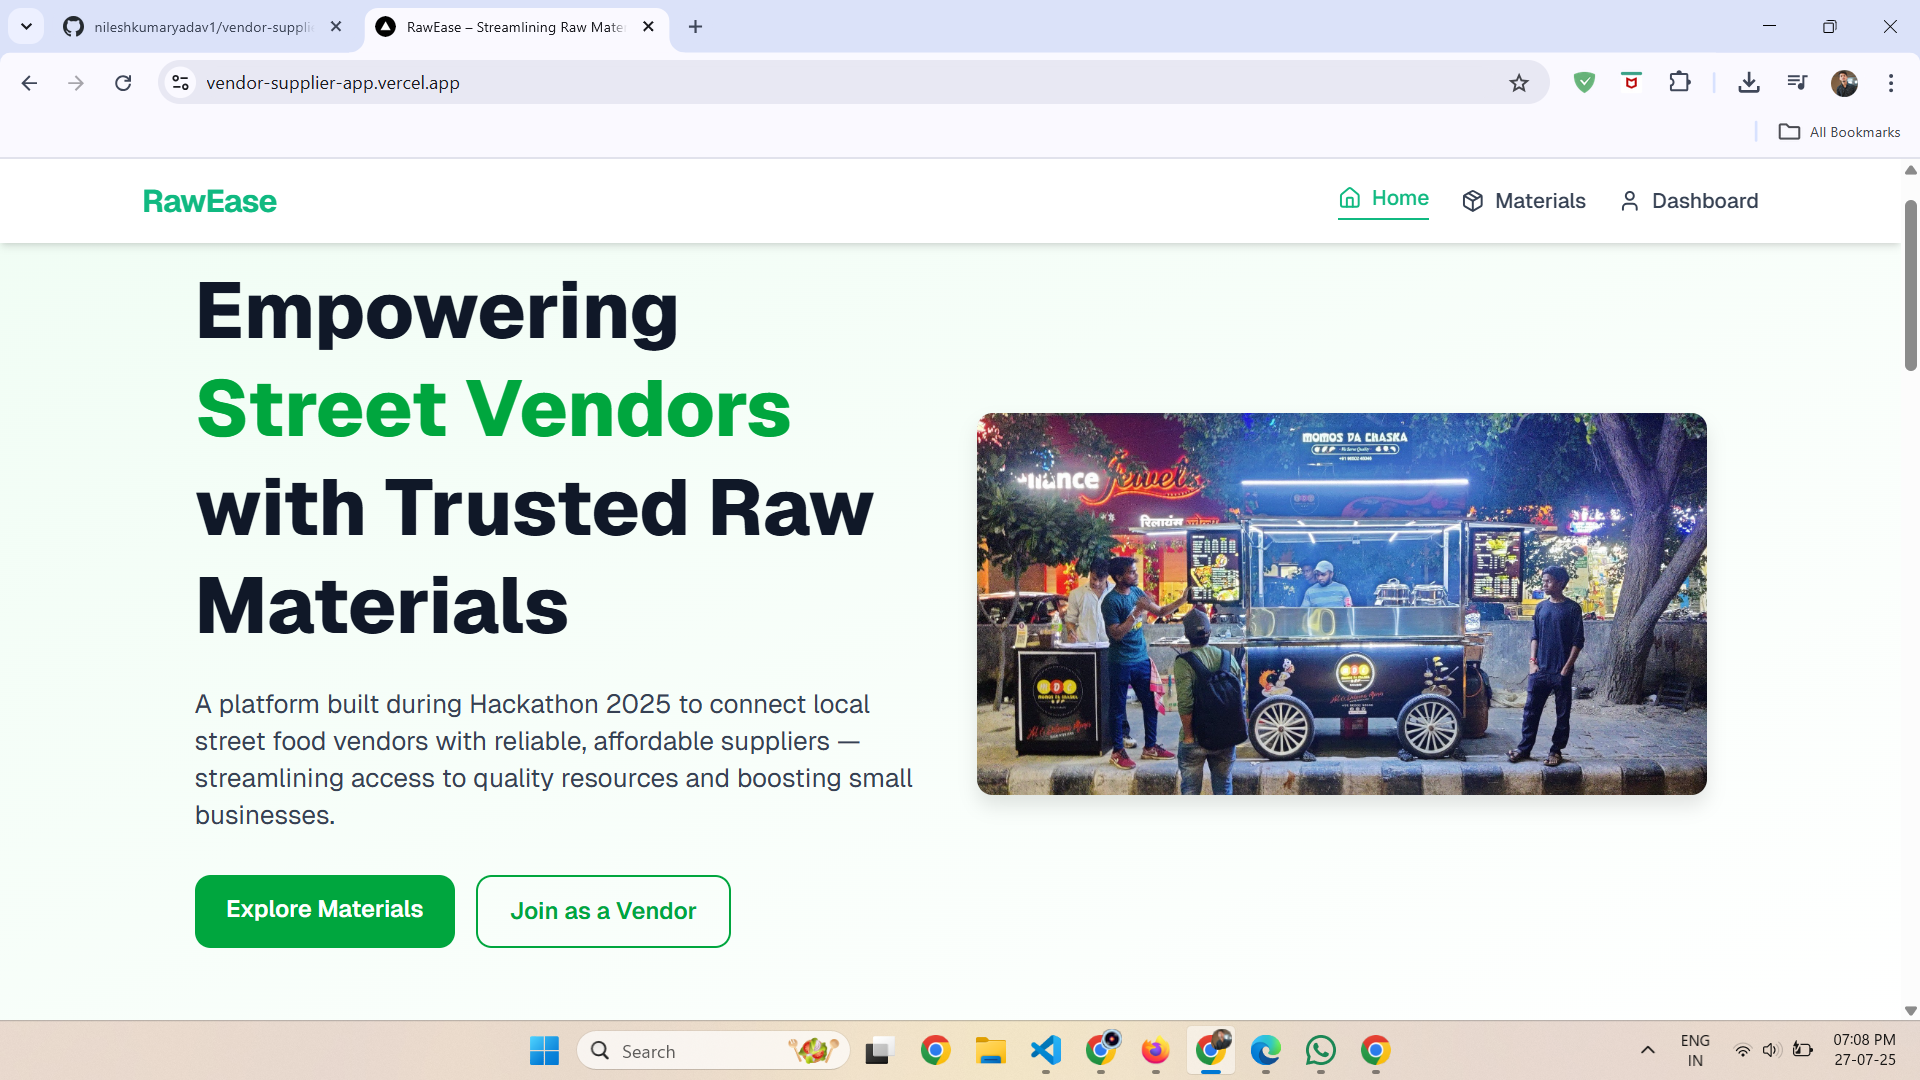 nileshkumaryadav1/vendor-suppli
RawEase – Streamlining Raw Mater
vendor-supplier-app.vercel.app
All Bookmarks
RawEase
Home
Materials
Dashboard
Empowering
Street Vendors
with Trusted Raw
Materials
A platform built during Hackathon 2025 to connect local
street food vendors with reliable, affordable suppliers —
streamlining access to quality resources and boosting small
businesses.
Explore Materials
Join as a Vendor
MOMOS DA CHASKA
Jewels
रिलायंस
Search
ENG
IN
07:08 PM
27-07-25